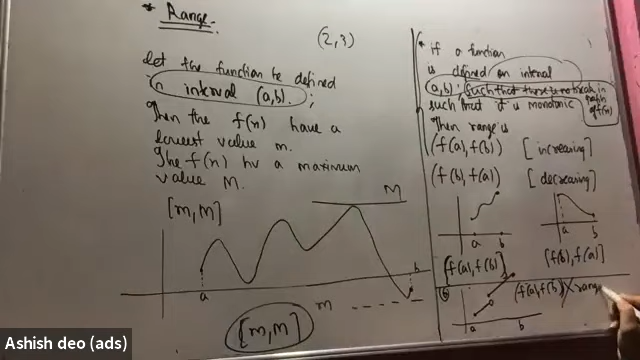 * Range.
(2,3)
Let the function be defined
in interval (a,b). ;
Then the f(x) have a
lowest value m.
The f(x) hv a maximum
value M.
[m,M]
M
a
b
m
[m,M]
* if a function
is defined on interval
(a,b); such that there is no break in
graph
of f(x)
such that it is monotonic
Then range is
(f(a), f(b)) [increasing]
(f(b), f(a)) [decreasing]
a b
a b
[f(a), f(b)]
[f(b), f(a)]
(f(a), f(b)) X rang
a b
Ashish deo (ads)